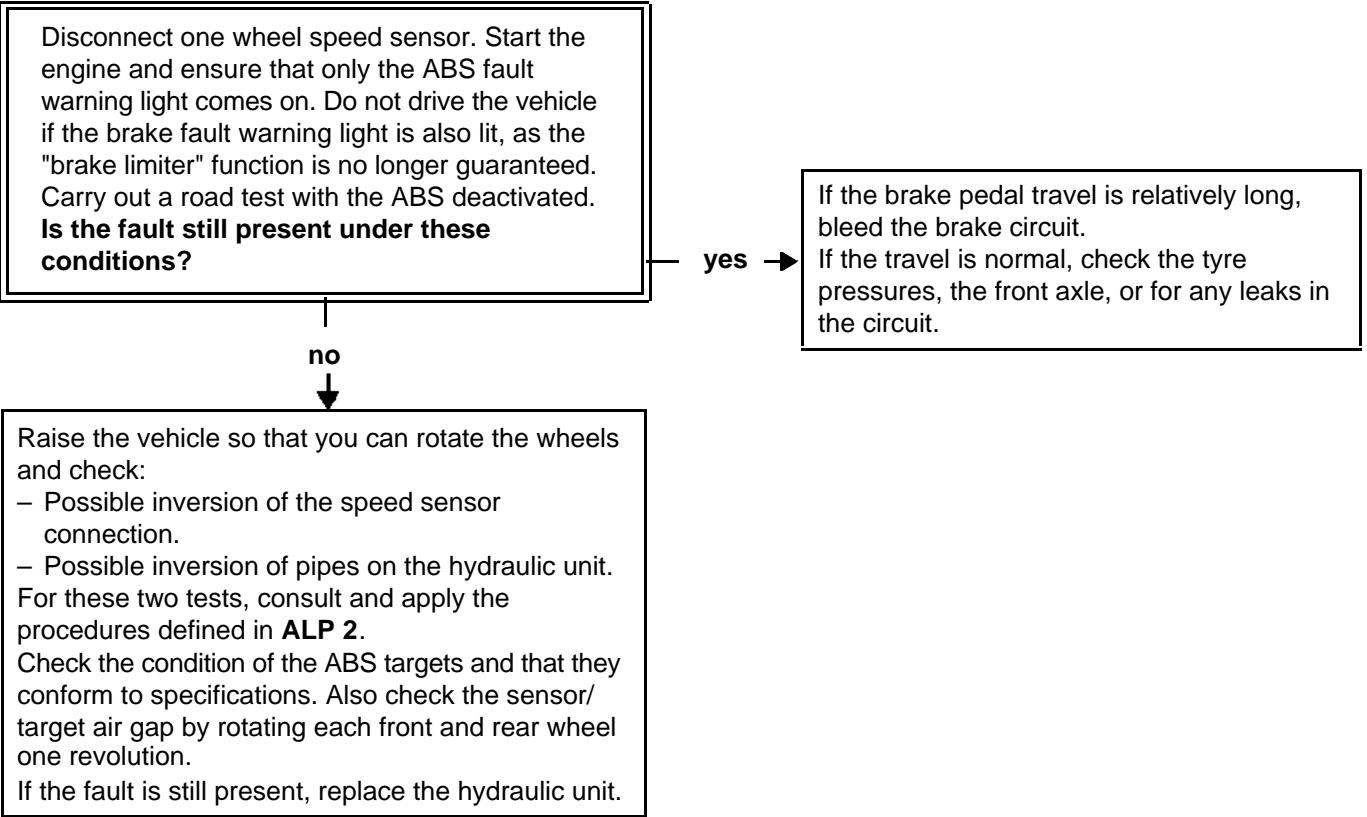 Disconnect one wheel speed sensor. Start the
engine and ensure that only the ABS fault
warning light comes on. Do not drive the vehicle
if the brake fault warning light is also lit, as the
"brake limiter" function is no longer guaranteed.
Carry out a road test with the ABS deactivated.
Is the fault still present under these
conditions?
yes
If the brake pedal travel is relatively long,
bleed the brake circuit.
If the travel is normal, check the tyre
pressures, the front axle, or for any leaks in
the circuit.
no
Raise the vehicle so that you can rotate the wheels
and check:
– Possible inversion of the speed sensor
connection.
– Possible inversion of pipes on the hydraulic unit.
For these two tests, consult and apply the
procedures defined in ALP 2.
Check the condition of the ABS targets and that they
conform to specifications. Also check the sensor/
target air gap by rotating each front and rear wheel
one revolution.
If the fault is still present, replace the hydraulic unit.